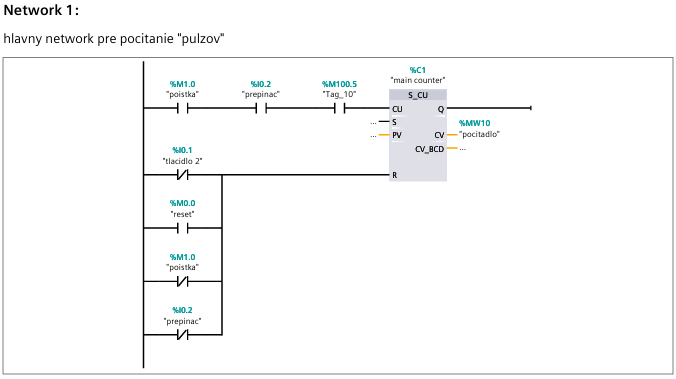 Network 1:
hlavny network pre pocitanie "pulzov"
%C1
"main counter"
%M1.0
"poistka"
%I0.2
"prepinac"
%M100.5
"Tag_10"
S_CU
CU
Q
... S
%MW10
... PV
CV
"pocitadlo"
CV_BCD
...
%I0.1
"tlacidlo 2"
R
%M0.0
"reset"
%M1.0
"poistka"
%I0.2
"prepinac"